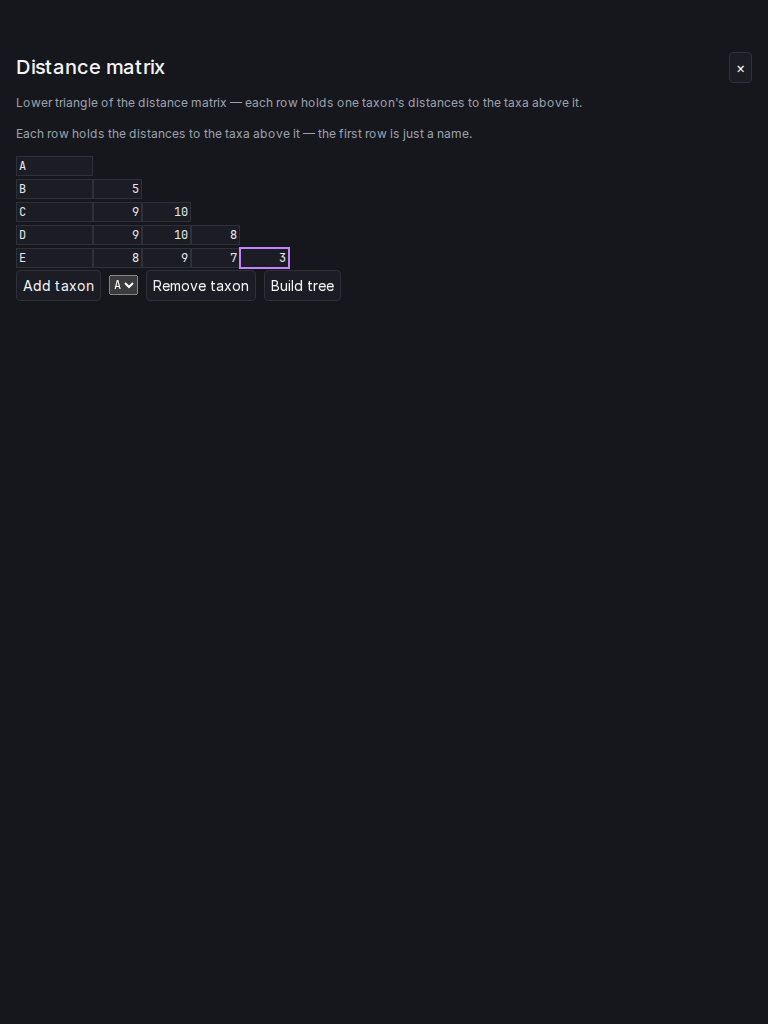 Distance matrix ×
Lower triangle of the distance matrix — each row holds one taxon's distances to the taxa above it.
Each row holds the distances to the taxa above it — the first row is just a name.
A
B 5
C 9 10
D 9 10 8
E 8 9 7 3
Add taxon A Remove taxon Build tree